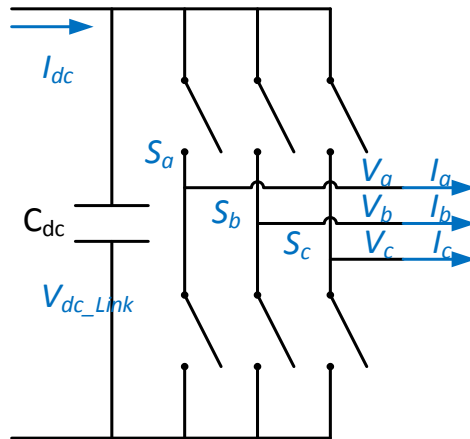 I_dc
S_a
V_a I_a
C_dc
S_b
V_b I_b
S_c
V_c I_c
V_dc_Link